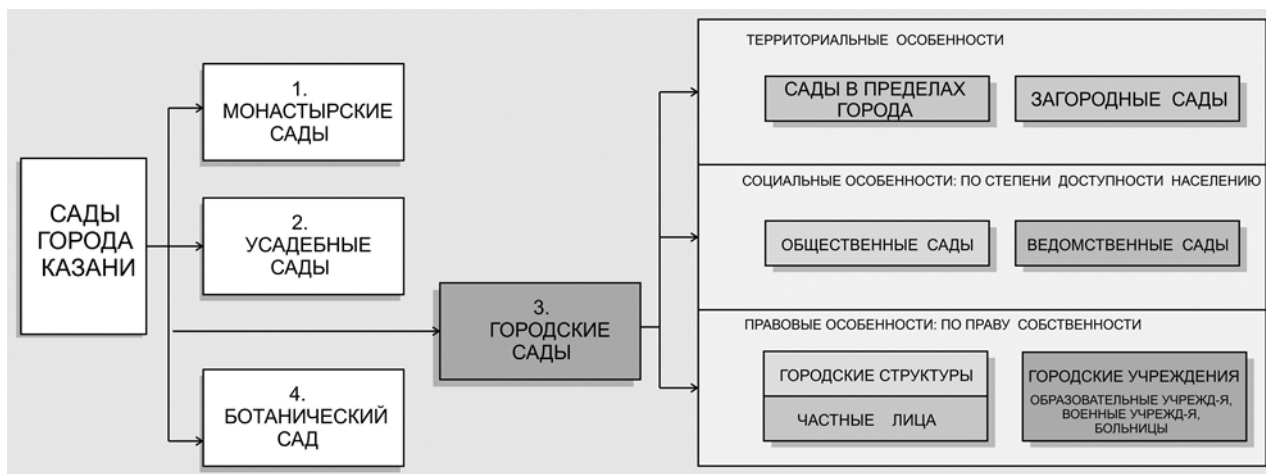 САДЫ
ГОРОДА
КАЗАНИ
1.
МОНАСТЫРСКИЕ
САДЫ
2.
УСАДЕБНЫЕ
САДЫ
3.
ГОРОДСКИЕ
САДЫ
4.
БОТАНИЧЕСКИЙ
САД
ТЕРРИТОРИАЛЬНЫЕ ОСОБЕННОСТИ
САДЫ В ПРЕДЕЛАХ
ГОРОДА
ЗАГОРОДНЫЕ САДЫ
СОЦИАЛЬНЫЕ ОСОБЕННОСТИ: ПО СТЕПЕНИ ДОСТУПНОСТИ НАСЕЛЕНИЮ
ОБЩЕСТВЕННЫЕ САДЫ
ВЕДОМСТВЕННЫЕ САДЫ
ПРАВОВЫЕ ОСОБЕННОСТИ: ПО ПРАВУ СОБСТВЕННОСТИ
ГОРОДСКИЕ СТРУКТУРЫ
ЧАСТНЫЕ ЛИЦА
ГОРОДСКИЕ УЧРЕЖДЕНИЯ
ОБРАЗОВАТЕЛЬНЫЕ УЧРЕЖД-Я,
ВОЕННЫЕ УЧРЕЖД-Я,
БОЛЬНИЦЫ